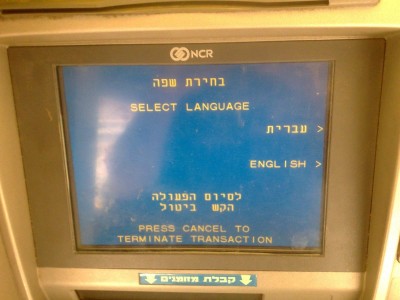 NCR
בחירת שפה
SELECT LANGUAGE
עברית >
ENGLISH >
לסיום הפעולה
הקש ביטול
PRESS CANCEL TO
TERMINATE TRANSACTION
קבלת מזומנים